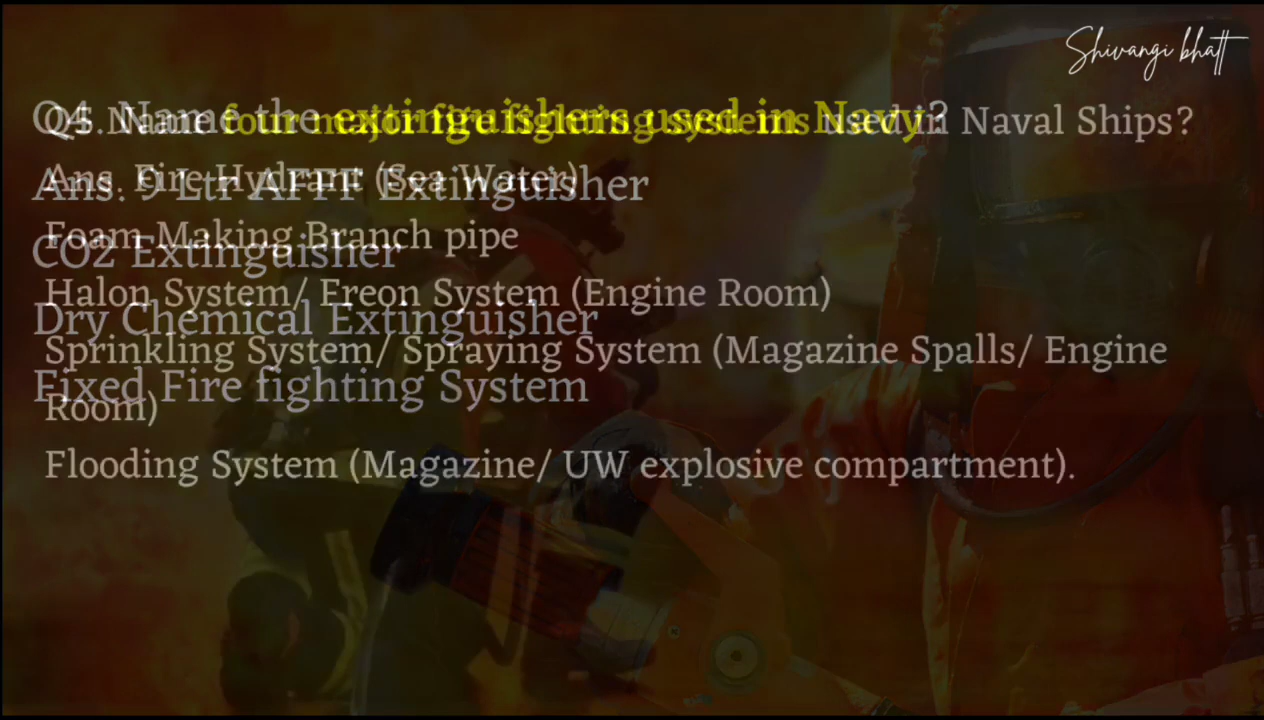 Shivangi bhatt
Q4. Name the extinguishers used in Navy?
Ans. 9 Ltr AFFF Extinguisher
CO2 Extinguisher
Dry Chemical Extinguisher
Fixed Fire fighting System
Q5. Name four major fire fighting systems used in Naval Ships?
Ans. Fire Hydrant (Sea Water)
Foam Making Branch pipe
Halon System/ Ereon System (Engine Room)
Sprinkling System/ Spraying System (Magazine Spalls/ Engine
Room)
Flooding System (Magazine/ UW explosive compartment).